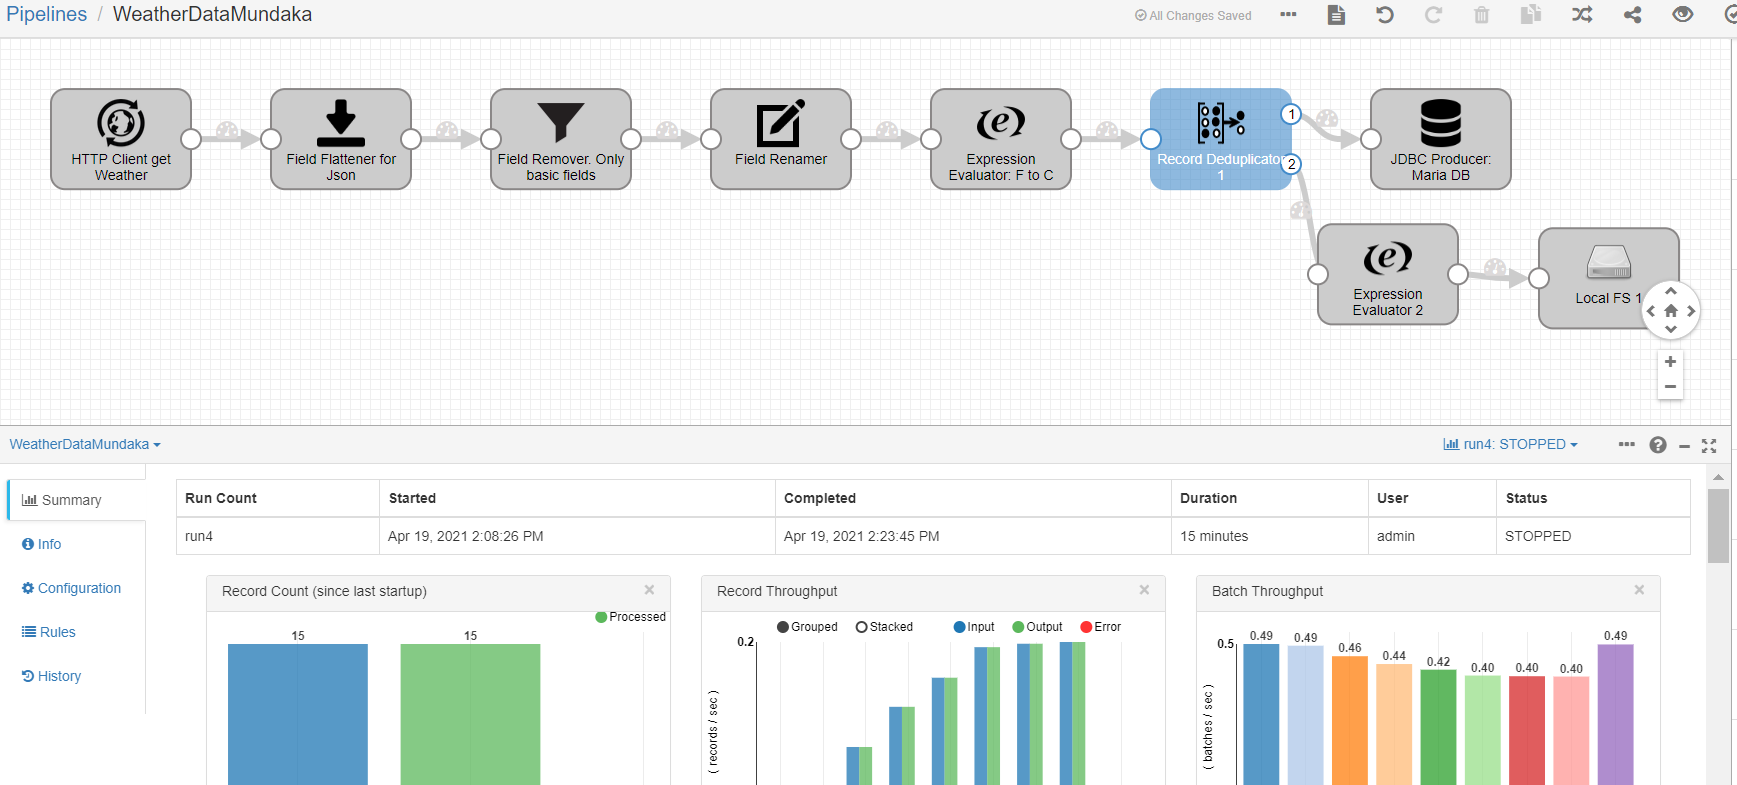 Pipelines / WeatherDataMundaka
All Changes Saved
HTTP Client get
Weather
Field Flattener for
Json
Field Remover. Only
basic fields
Field Renamer
Expression
Evaluator: F to C
Record Deduplicator
1
1
2
JDBC Producer:
Maria DB
Expression
Evaluator 2
Local FS 1
WeatherDataMundaka
run4: STOPPED
Summary
Info
Configuration
Rules
History
Run Count Started Completed Duration User Status
run4 Apr 19, 2021 2:08:26 PM Apr 19, 2021 2:23:45 PM 15 minutes admin STOPPED
Record Count (since last startup)
Processed
15 15
Record Throughput
Grouped Stacked Input Output Error
0.2
( records / sec )
Batch Throughput
0.5
( batches / sec )
0.49 0.49 0.46 0.44 0.42 0.40 0.40 0.40 0.49